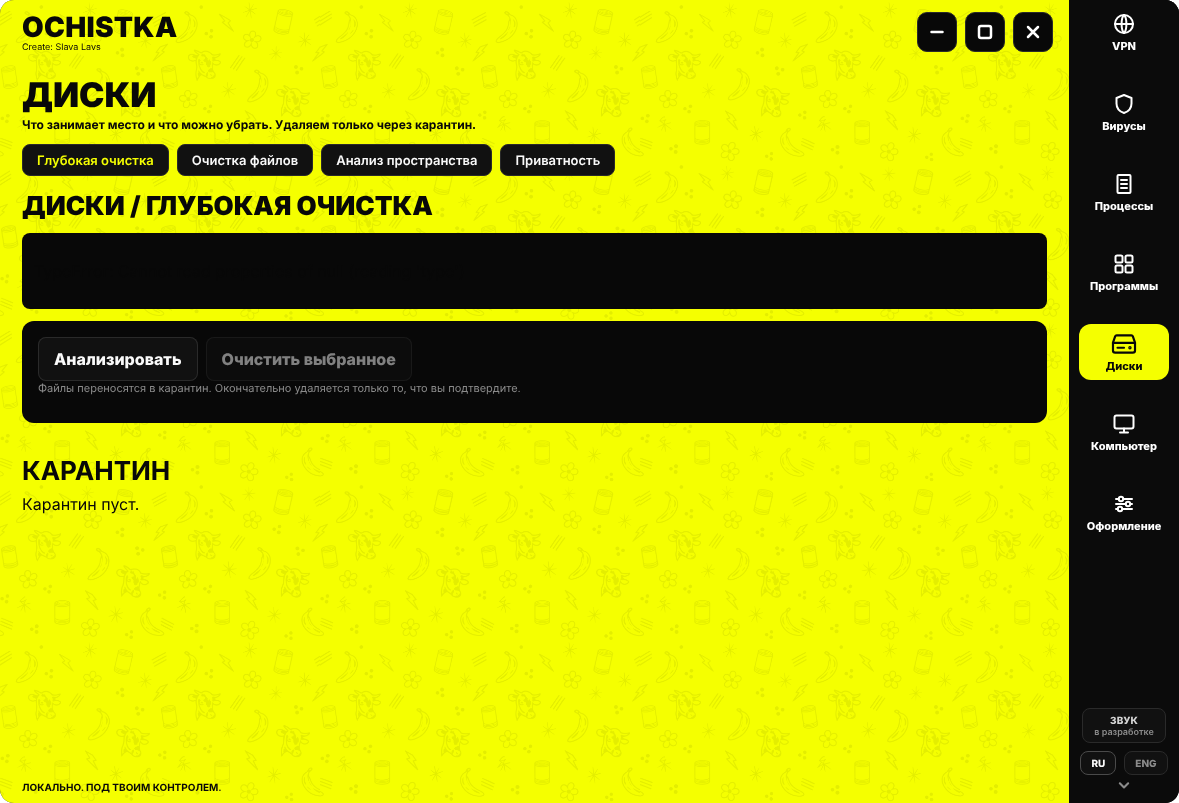 OCHISTKA
Create: Slava Lavs
ДИСКИ
Что занимает место и что можно убрать. Удаляем только через карантин.
Глубокая очистка
Очистка файлов
Анализ пространства
Приватность
ДИСКИ / ГЛУБОКАЯ ОЧИСТКА
Анализировать
Очистить выбранное
Файлы переносятся в карантин. Окончательно удаляется только то, что вы подтвердите.
КАРАНТИН
Карантин пуст.
ЛОКАЛЬНО. ПОД ТВОИМ КОНТРОЛЕМ.
VPN
Вирусы
Процессы
Программы
Диски
Компьютер
Оформление
ЗВУК
в разработке
RU
ENG